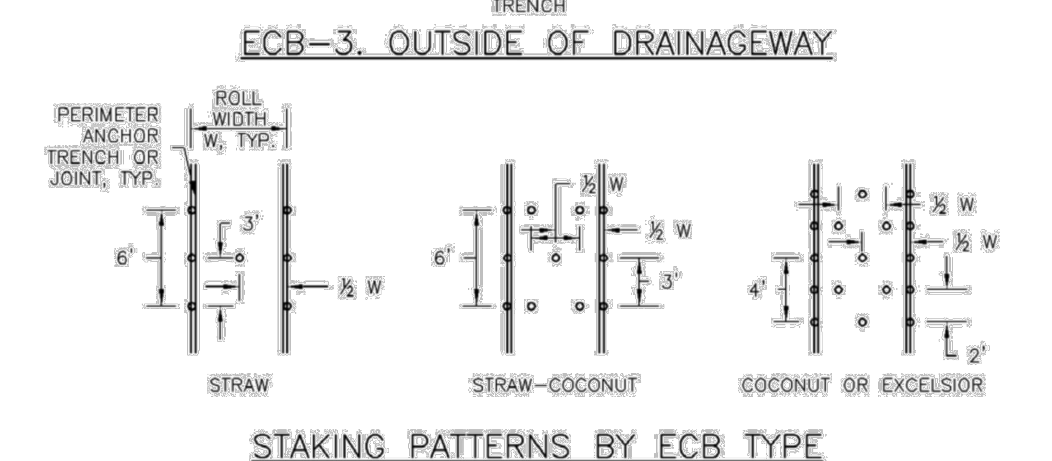 TRENCH
ECB-3. OUTSIDE OF DRAINAGEWAY
PERIMETER
ANCHOR
TRENCH OR
JOINT, TYP.
ROLL
WIDTH
W, TYP.
6'
3'
½ W
STRAW
½ W
½ W
6'
3'
STRAW-COCONUT
½ W
½ W
4'
2'
COCONUT OR EXCELSIOR
STAKING PATTERNS BY ECB TYPE